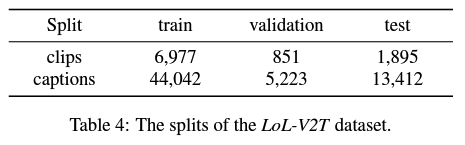 Split train validation test
clips 6,977 851 1,895
captions 44,042 5,223 13,412
Table 4: The splits of the LoL-V2T dataset.